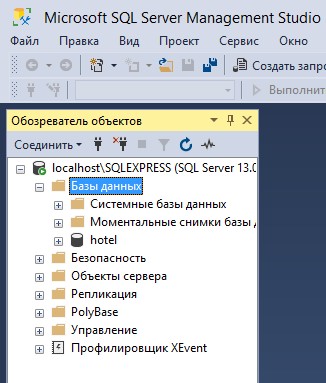 Microsoft SQL Server Management Studio
Файл Правка Вид Проект Сервис Окно
Создать запро
Выполнит
Обозреватель объектов
Соединить
localhost\SQLEXPRESS (SQL Server 13.0
Базы данных
Системные базы данных
Моментальные снимки базы д
hotel
Безопасность
Объекты сервера
Репликация
PolyBase
Управление
Профилировщик XEvent